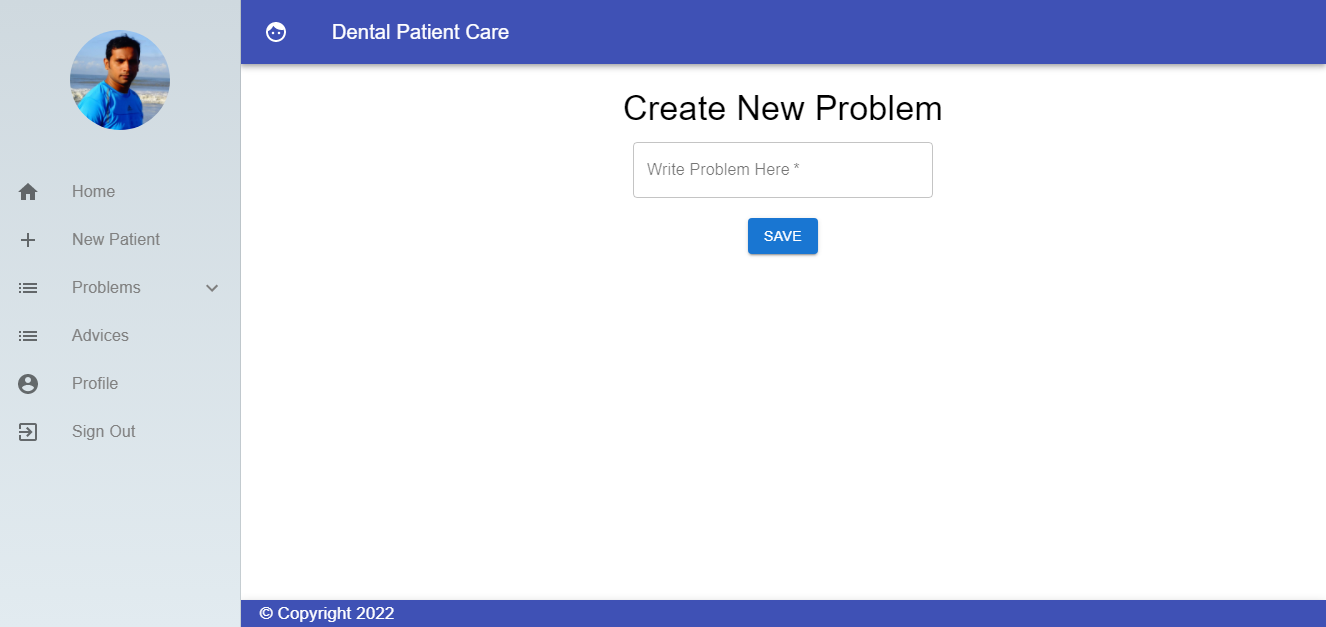 Dental Patient Care
Home
New Patient
Problems
Advices
Profile
Sign Out
Create New Problem
Write Problem Here *
SAVE
© Copyright 2022